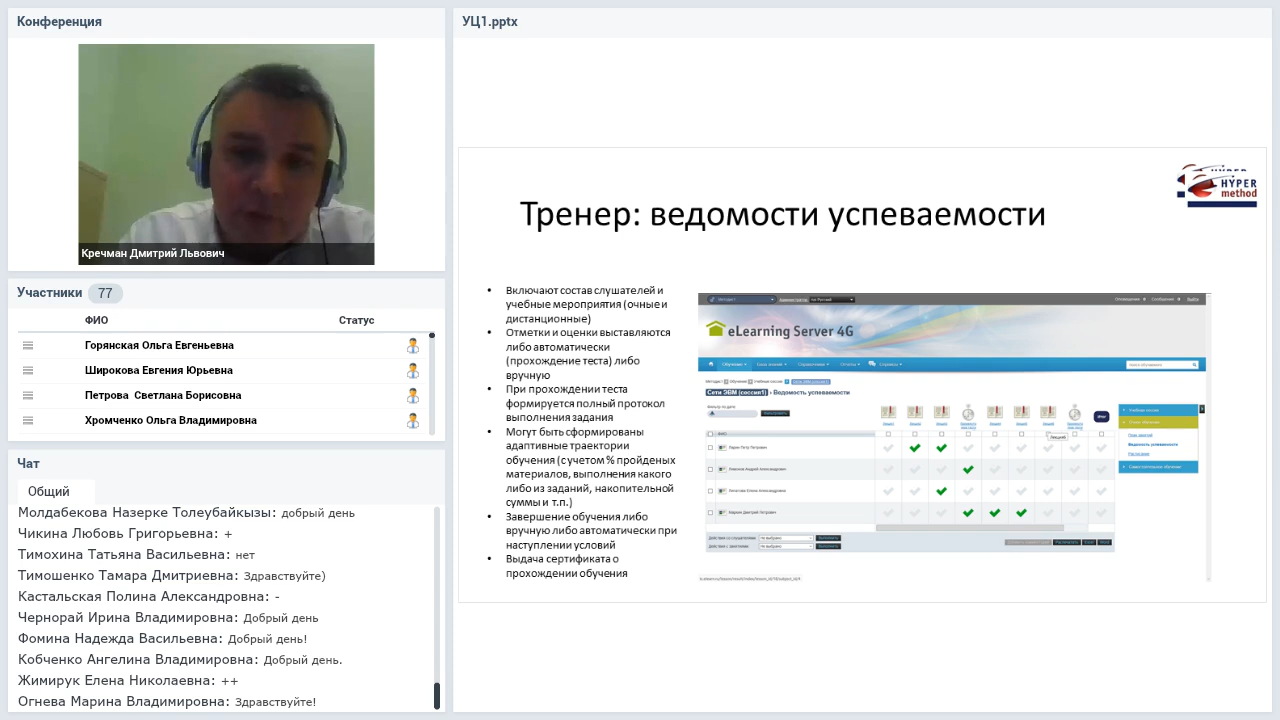 Конференция
Кречман Дмитрий Львович
Участники 77
ФИО Статус
Горянская Ольга Евгеньевна
Широкова Евгения Юрьевна
Петрова Светлана Борисовна
Хромченко Ольга Владимировна
Чат
Общий
Молдабекова Назерке Толеубайкызы: добрый день
Любовь Григорьевна: +
Татьяна Васильевна: нет
Тимошенко Тамара Дмитриевна: Здравствуйте)
Кастальская Полина Александровна: -
Чернорай Ирина Владимировна: Добрый день
Фомина Надежда Васильевна: Добрый день!
Кобченко Ангелина Владимировна: Добрый день.
Жимирук Елена Николаевна: ++
Огнева Марина Владимировна: Здравствуйте!
УЦ1.pptx
HYPER
method
Тренер: ведомости успеваемости
• Включают состав слушателей и
учебные мероприятия (очные и
дистанционные)
• Отметки и оценки выставляются
либо автоматически
(прохождение теста) либо
вручную
• При прохождении теста
формируется полный протокол
выполнения задания
• Могут быть сформированы
адаптивные траектории
обучения (с учетом % пройденых
материалов, выполнения какого
либо из заданий, накопительной
суммы и т.п.)
• Завершение обучения либо
вручную либо автоматически при
наступлении условий
• Выдача сертификата о
прохождении обучения
eLearning Server 4G
Сети ЭВМ (сессия1) › Ведомость успеваемости